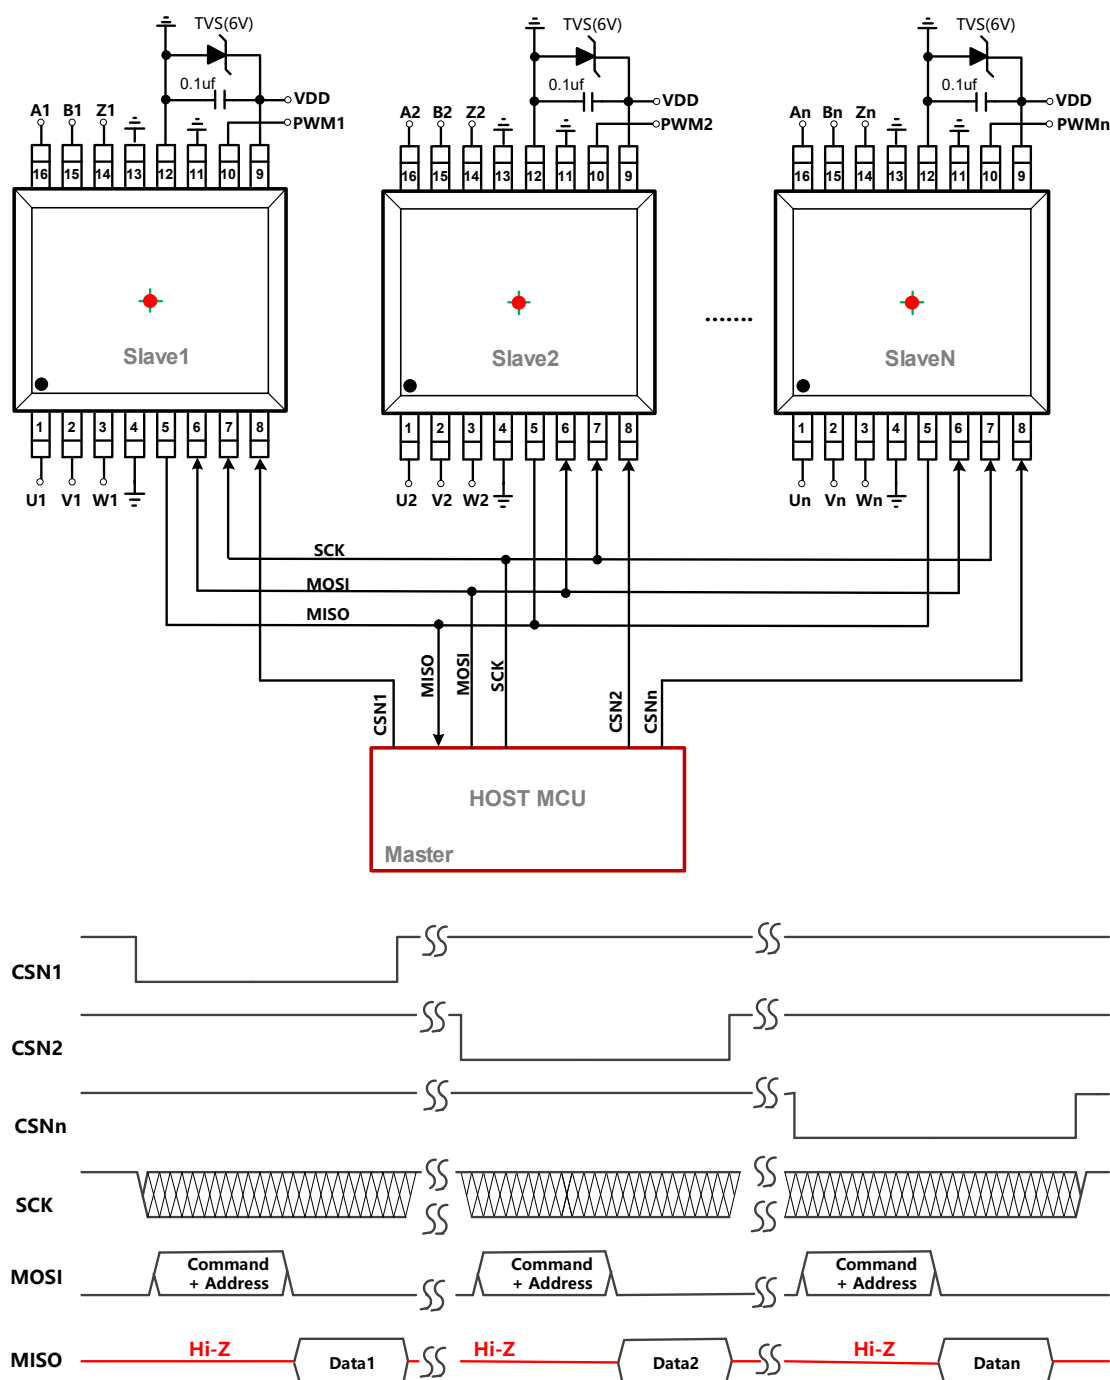 TVS(6V) TVS(6V) TVS(6V)
0.1uf 0.1uf 0.1uf
VDD VDD VDD
A1 B1 Z1 A2 B2 Z2 An Bn Zn
PWM1 PWM2 PWMn
16 15 14 13 12 11 10 9 16 15 14 13 12 11 10 9 16 15 14 13 12 11 10 9
.......
Slave1 Slave2 SlaveN
1 2 3 4 5 6 7 8 1 2 3 4 5 6 7 8 1 2 3 4 5 6 7 8
U1 V1 W1 U2 V2 W2 Un Vn Wn
SCK
MOSI
MISO
CSN1 MISO MOSI SCK CSN2 CSNn
HOST MCU
Master
CSN1
CSN2
CSNn
SCK
MOSI
Command
+ Address
Command
+ Address
Command
+ Address
MISO
Hi-Z Data1 Hi-Z Data2 Hi-Z Datan